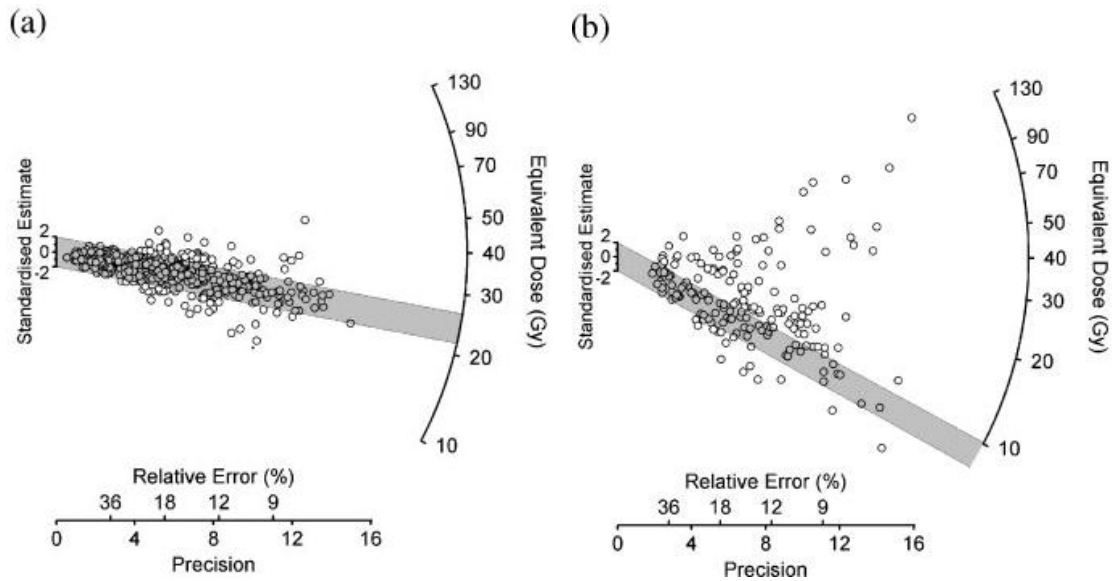 (a)
130
90
70
50
40
30
20
10
Equivalent Dose (Gy)
Standardised Estimate
2
0
-2
Relative Error (%)
36 18 12 9
0 4 8 12 16
Precision
(b)
130
90
70
50
40
30
20
10
Equivalent Dose (Gy)
Standardised Estimate
2
0
-2
Relative Error (%)
36 18 12 9
0 4 8 12 16
Precision